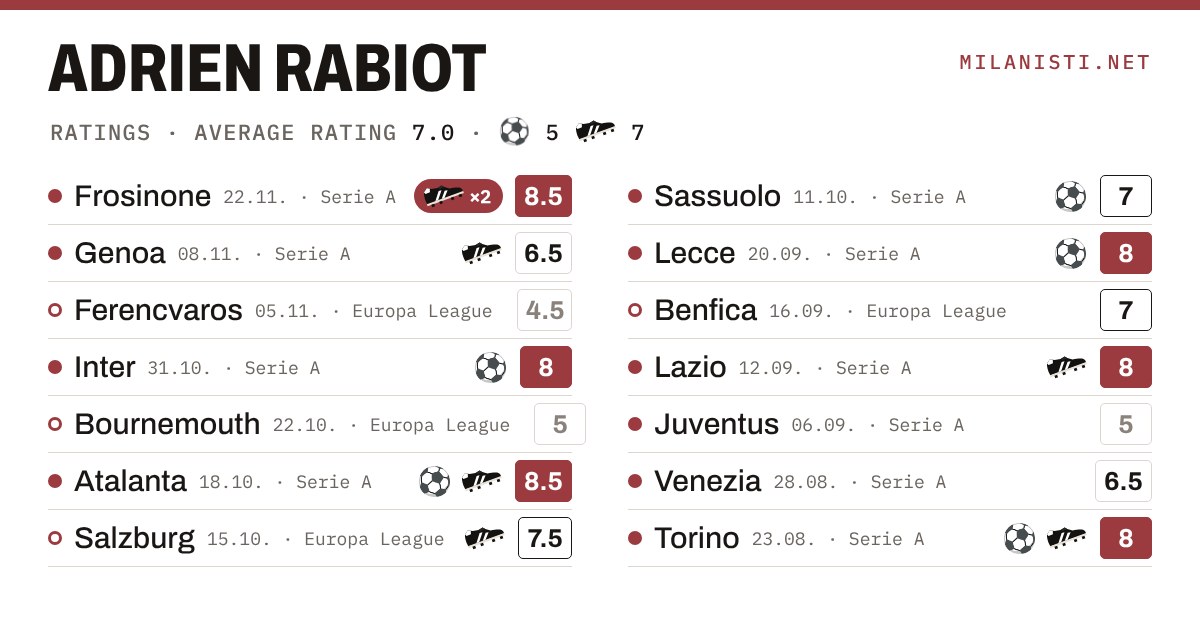 ADRIEN RABIOT
MILANISTI.NET
RATINGS · AVERAGE RATING 7.0 · ⚽ 5 7
Frosinone 22.11. · Serie A ×2 8.5
Genoa 08.11. · Serie A 6.5
Ferencvaros 05.11. · Europa League 4.5
Inter 31.10. · Serie A ⚽ 8
Bournemouth 22.10. · Europa League 5
Atalanta 18.10. · Serie A ⚽ 8.5
Salzburg 15.10. · Europa League 7.5
Sassuolo 11.10. · Serie A ⚽ 7
Lecce 20.09. · Serie A ⚽ 8
Benfica 16.09. · Europa League 7
Lazio 12.09. · Serie A 8
Juventus 06.09. · Serie A 5
Venezia 28.08. · Serie A 6.5
Torino 23.08. · Serie A ⚽ 8